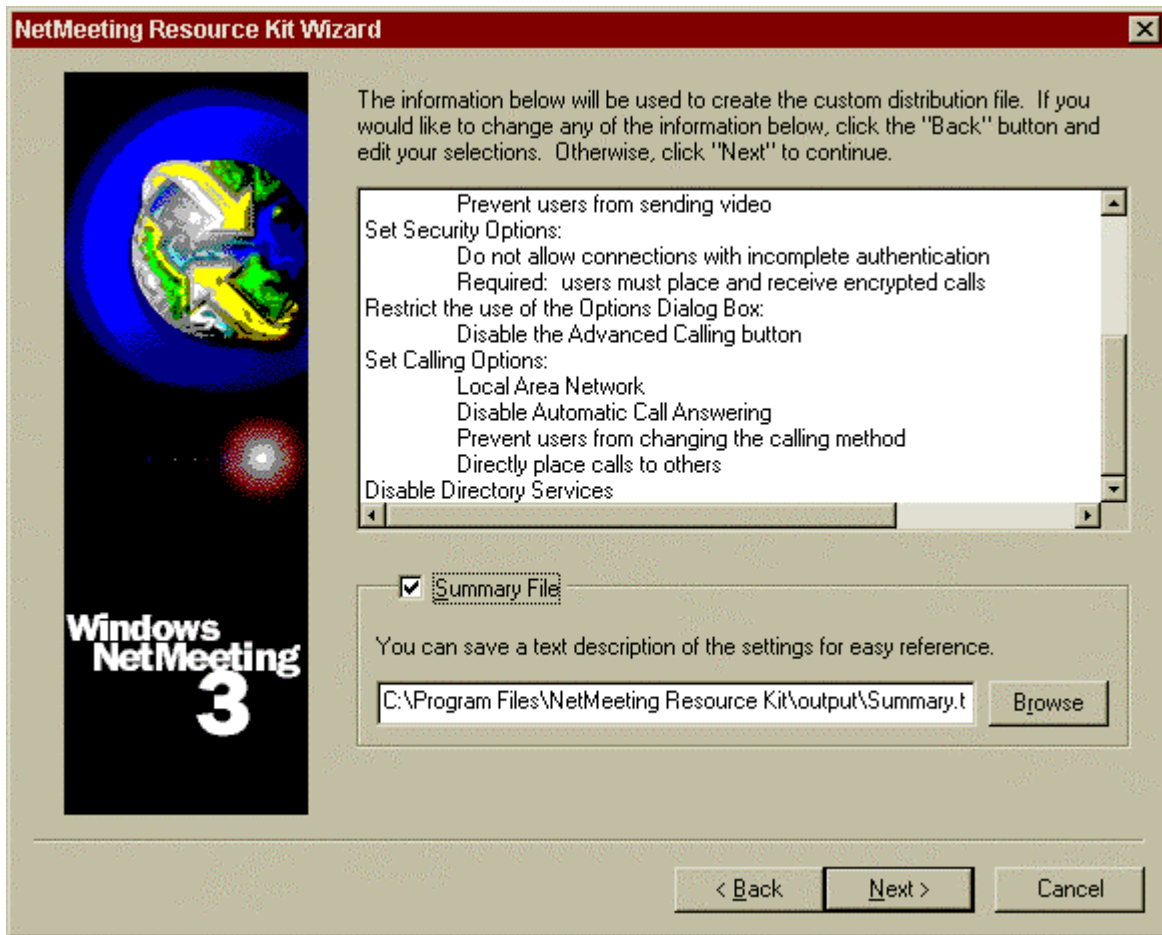 NetMeeting Resource Kit Wizard
The information below will be used to create the custom distribution file.  If you
would like to change any of the information below, click the "Back" button and
edit your selections.  Otherwise, click "Next" to continue.
Prevent users from sending video
Set Security Options:
Do not allow connections with incomplete authentication
Required:  users must place and receive encrypted calls
Restrict the use of the Options Dialog Box:
Disable the Advanced Calling button
Set Calling Options:
Local Area Network
Disable Automatic Call Answering
Prevent users from changing the calling method
Directly place calls to others
Disable Directory Services
Summary File
You can save a text description of the settings for easy reference.
C:\Program Files\NetMeeting Resource Kit\output\Summary.t
Browse
Windows
NetMeeting
3
< Back
Next >
Cancel